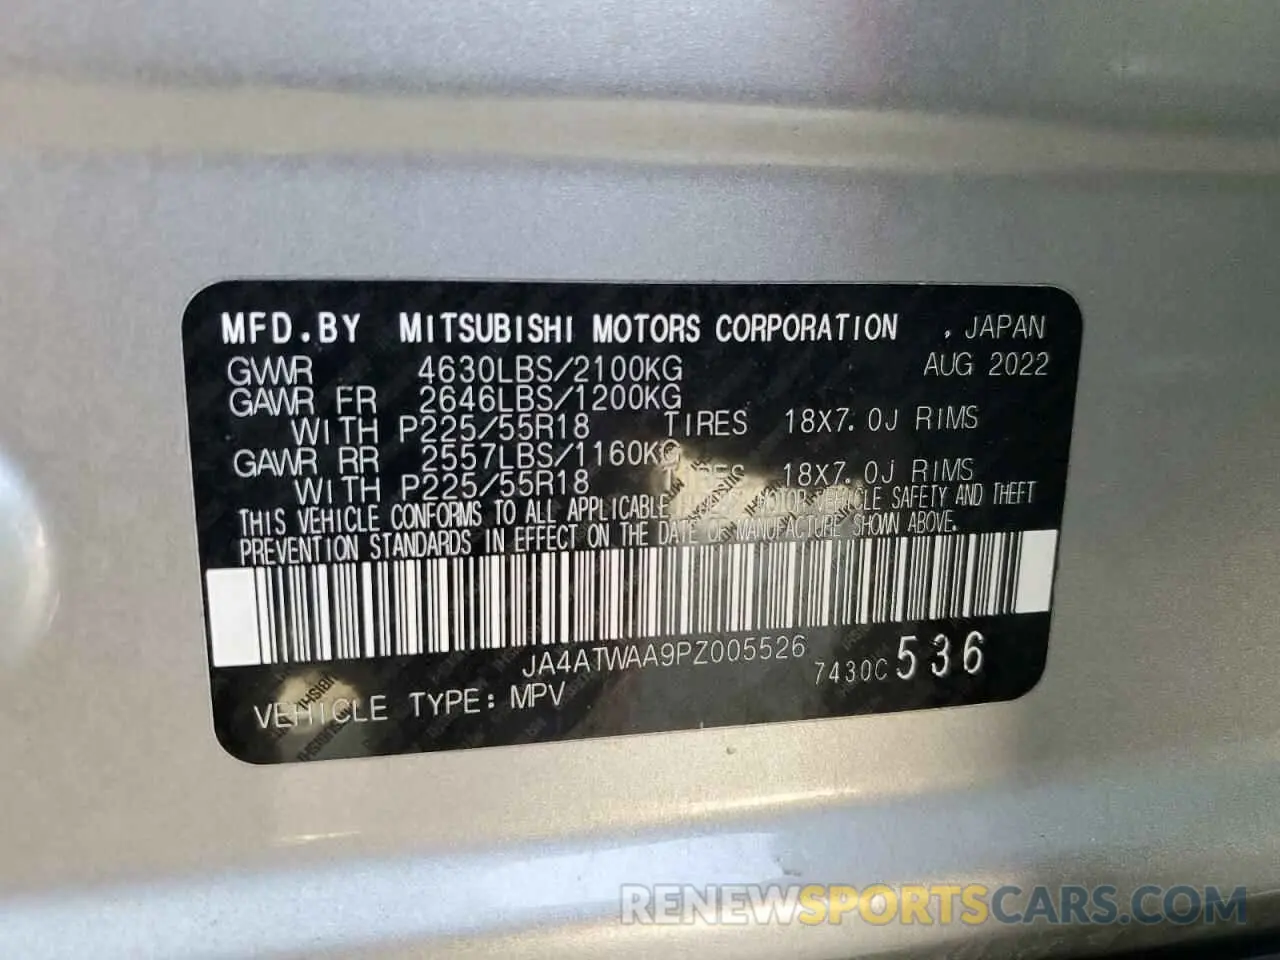 MFD.BY MITSUBISHI MOTORS CORPORATION , JAPAN
GWWR 4630LBS/2100KG AUG 2022
GAWR FR 2646LBS/1200KG
WITH P225/55R18 TIRES 18X7.0J RIMS
GAWR RR 2557LBS/1160KG
WITH P225/55R18 TIRES 18X7.0J RIMS
THIS VEHICLE CONFORMS TO ALL APPLICABLE MOTOR VEHICLE SAFETY AND THEFT
PREVENTION STANDARDS IN EFFECT ON THE DATE OF MANUFACTURE SHOWN ABOVE.
JA4ATWAA9PZ005526
7430C 536
VEHICLE TYPE: MPV
RENEWSPORTSCARS.COM